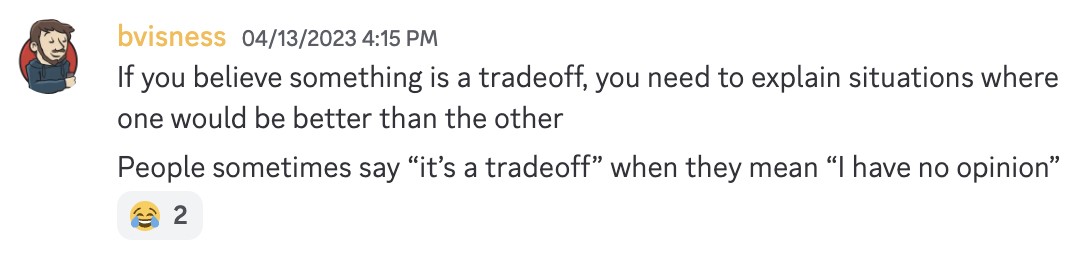 bvisness 04/13/2023 4:15 PM
If you believe something is a tradeoff, you need to explain situations where
one would be better than the other
People sometimes say “it’s a tradeoff” when they mean “I have no opinion”
😂 2